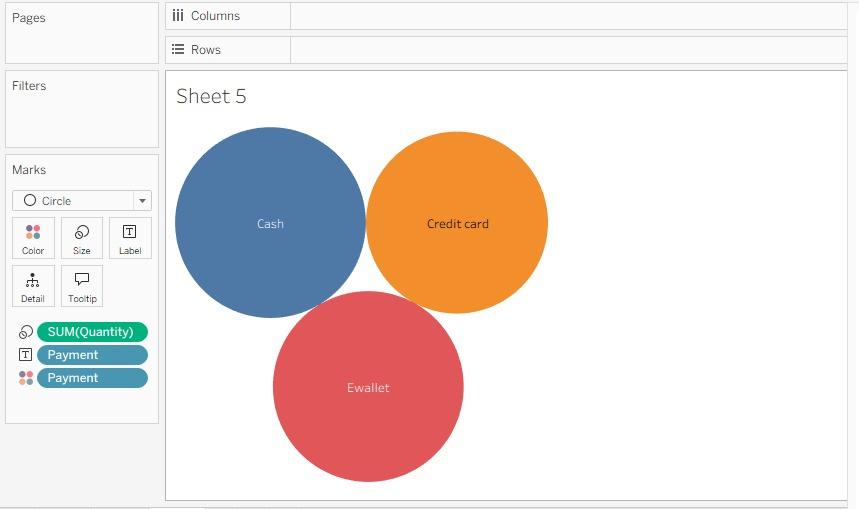 Pages
Columns
Rows
Filters
Sheet 5
Marks
Circle
Color
Size
Label
Detail
Tooltip
SUM(Quantity)
Payment
Payment
Cash
Credit card
Ewallet